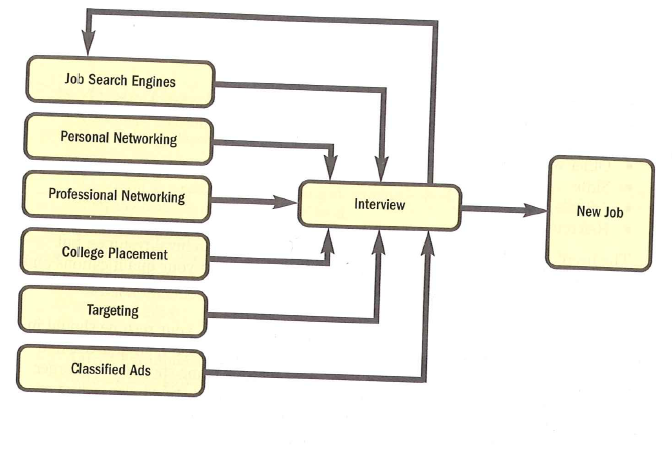 Job Search Engines
Personal Networking
Professional Networking
Interview
New Job
College Placement
Targeting
Classified Ads